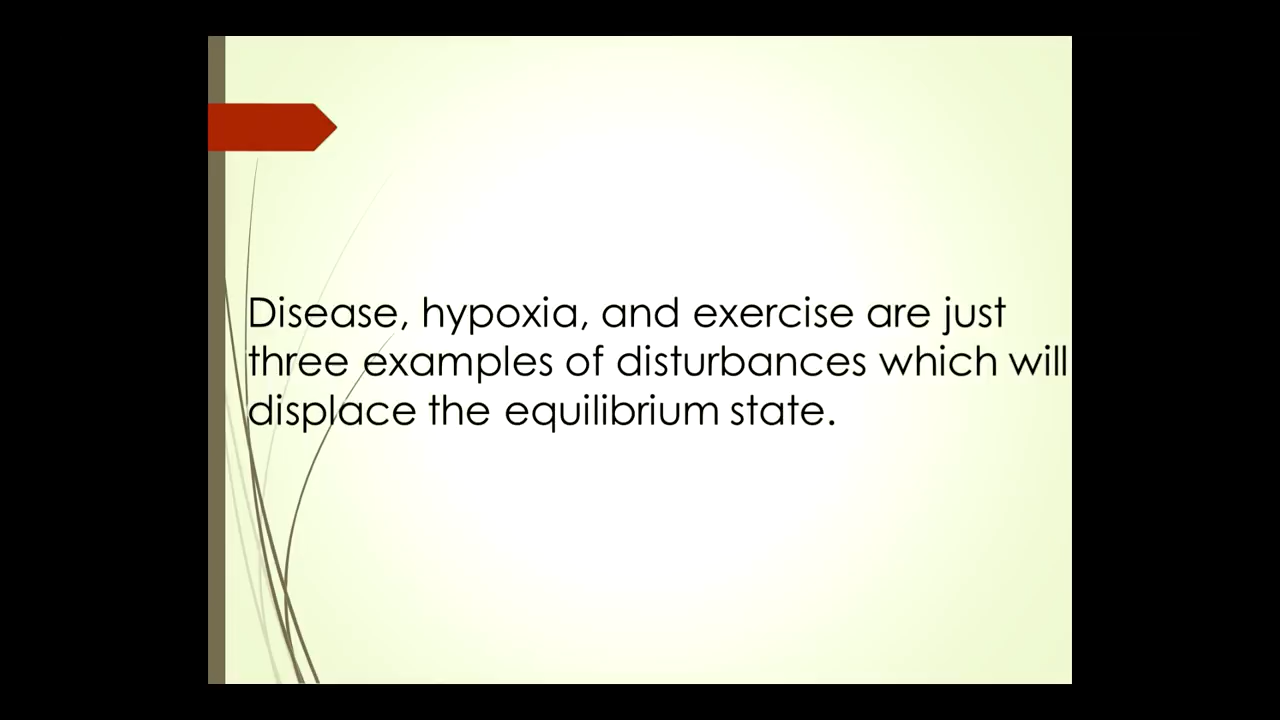 Disease, hypoxia, and exercise are just
three examples of disturbances which will
displace the equilibrium state.